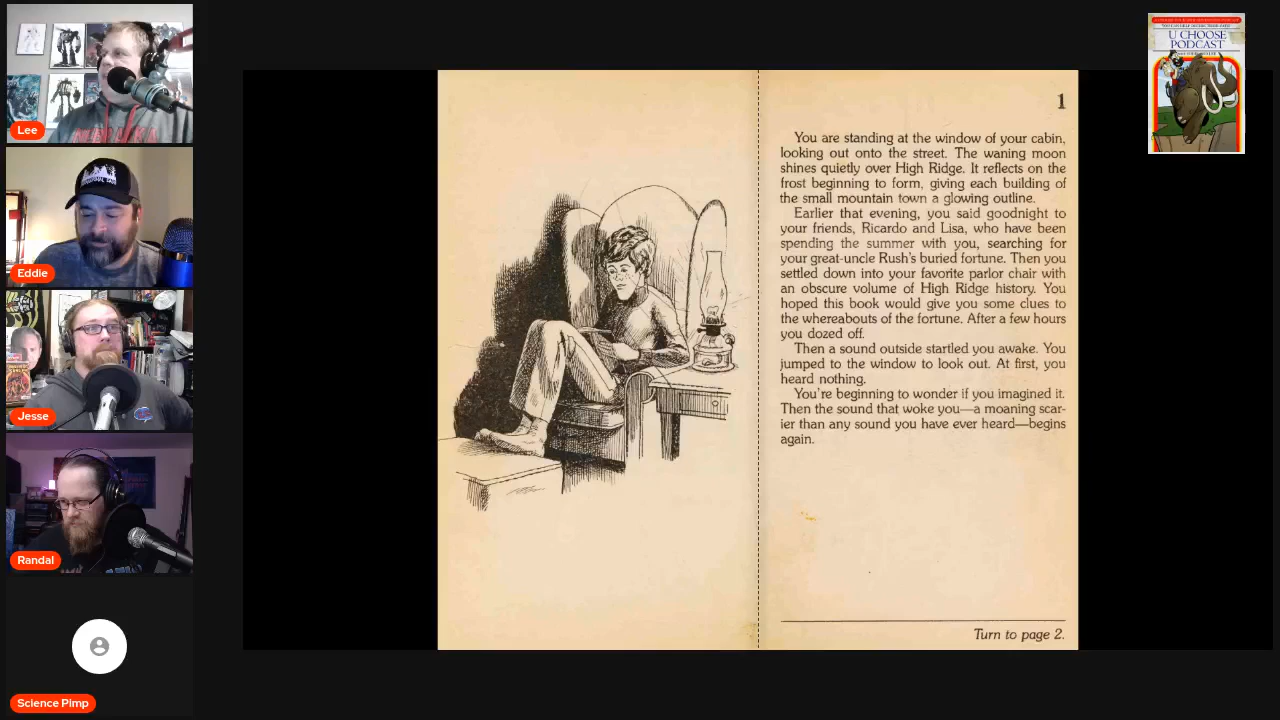 Lee
Eddie
Jesse
Randal
Science Pimp
U CHOOSE
PODCAST
1
You are standing at the window of your cabin,
looking out onto the street. The waning moon
shines quietly over High Ridge. It reflects on the
frost beginning to form, giving each building of
the small mountain town a glowing outline.
Earlier that evening, you said goodnight to
your friends, Ricardo and Lisa, who have been
spending the summer with you, searching for
your great-uncle Rush's buried fortune. Then you
settled down into your favorite parlor chair with
an obscure volume of High Ridge history. You
hoped this book would give you some clues to
the whereabouts of the fortune. After a few hours
you dozed off.
Then a sound outside startled you awake. You
jumped to the window to look out. At first, you
heard nothing.
You're beginning to wonder if you imagined it.
Then the sound that woke you—a moaning scar-
ier than any sound you have ever heard—begins
again.
Turn to page 2.